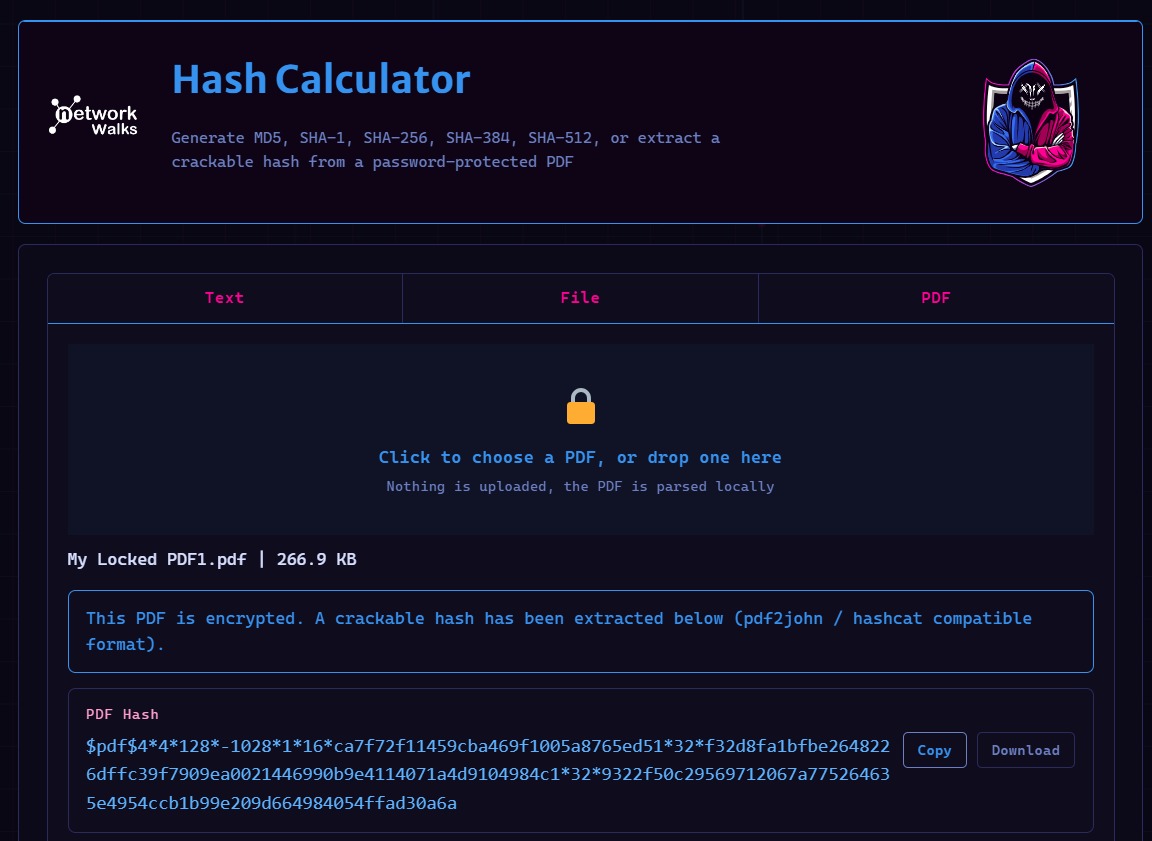 network
Walks
Hash Calculator
Generate MD5, SHA-1, SHA-256, SHA-384, SHA-512, or extract a
crackable hash from a password-protected PDF
Text
File
PDF
Click to choose a PDF, or drop one here
Nothing is uploaded, the PDF is parsed locally
My Locked PDF1.pdf | 266.9 KB
This PDF is encrypted. A crackable hash has been extracted below (pdf2john / hashcat compatible
format).
PDF Hash
$pdf$4*4*128*-1028*1*16*ca7f72f11459cba469f1005a8765ed51*32*f32d8fa1bfbe264822
6dffc39f7909ea0021446990b9e4114071a4d9104984c1*32*9322f50c29569712067a77526463
5e4954ccb1b99e209d664984054ffad30a6a
Copy
Download